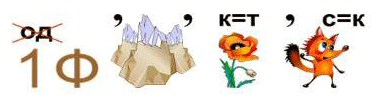 од , , к=т , с=к
1Ф